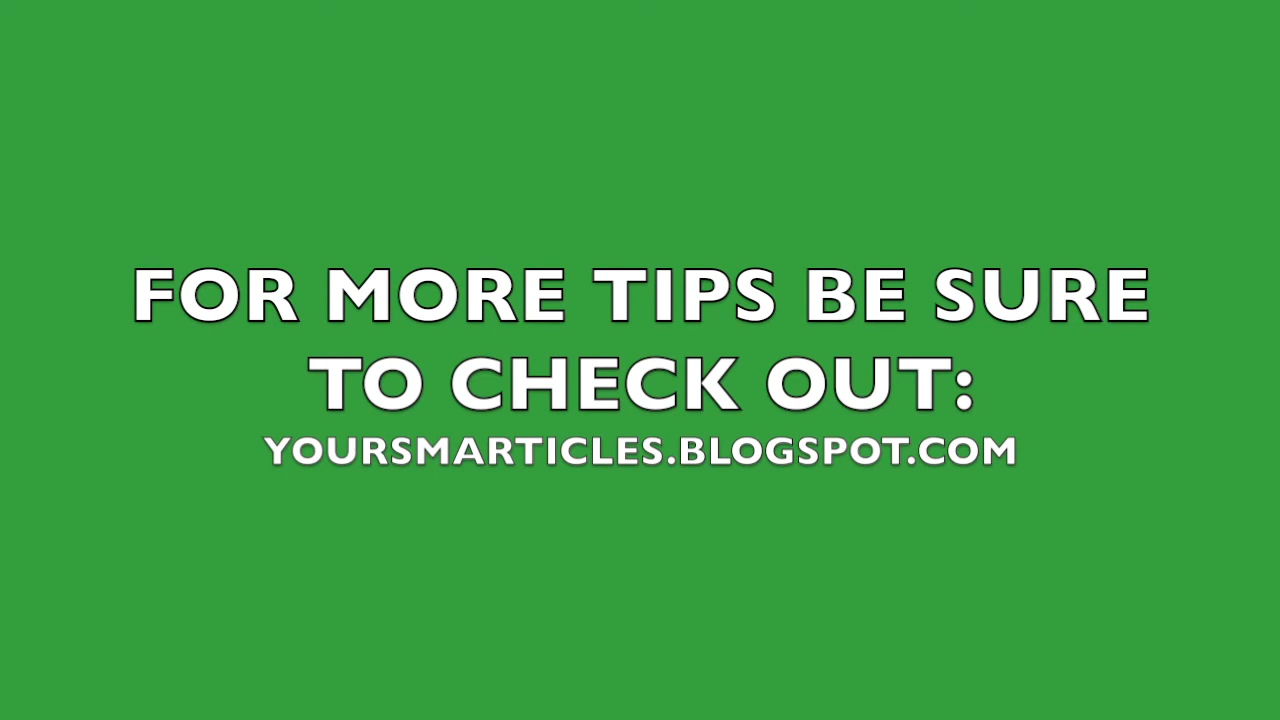 FOR MORE TIPS BE SURE
TO CHECK OUT:
YOURSMARTICLES.BLOGSPOT.COM